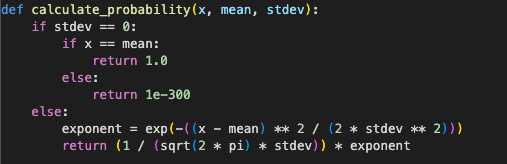 def calculate_probability(x, mean, stdev):
    if stdev == 0:
        if x == mean:
            return 1.0
        else:
            return 1e-300
    else:
        exponent = exp(-((x - mean) ** 2 / (2 * stdev ** 2)))
        return (1 / (sqrt(2 * pi) * stdev)) * exponent